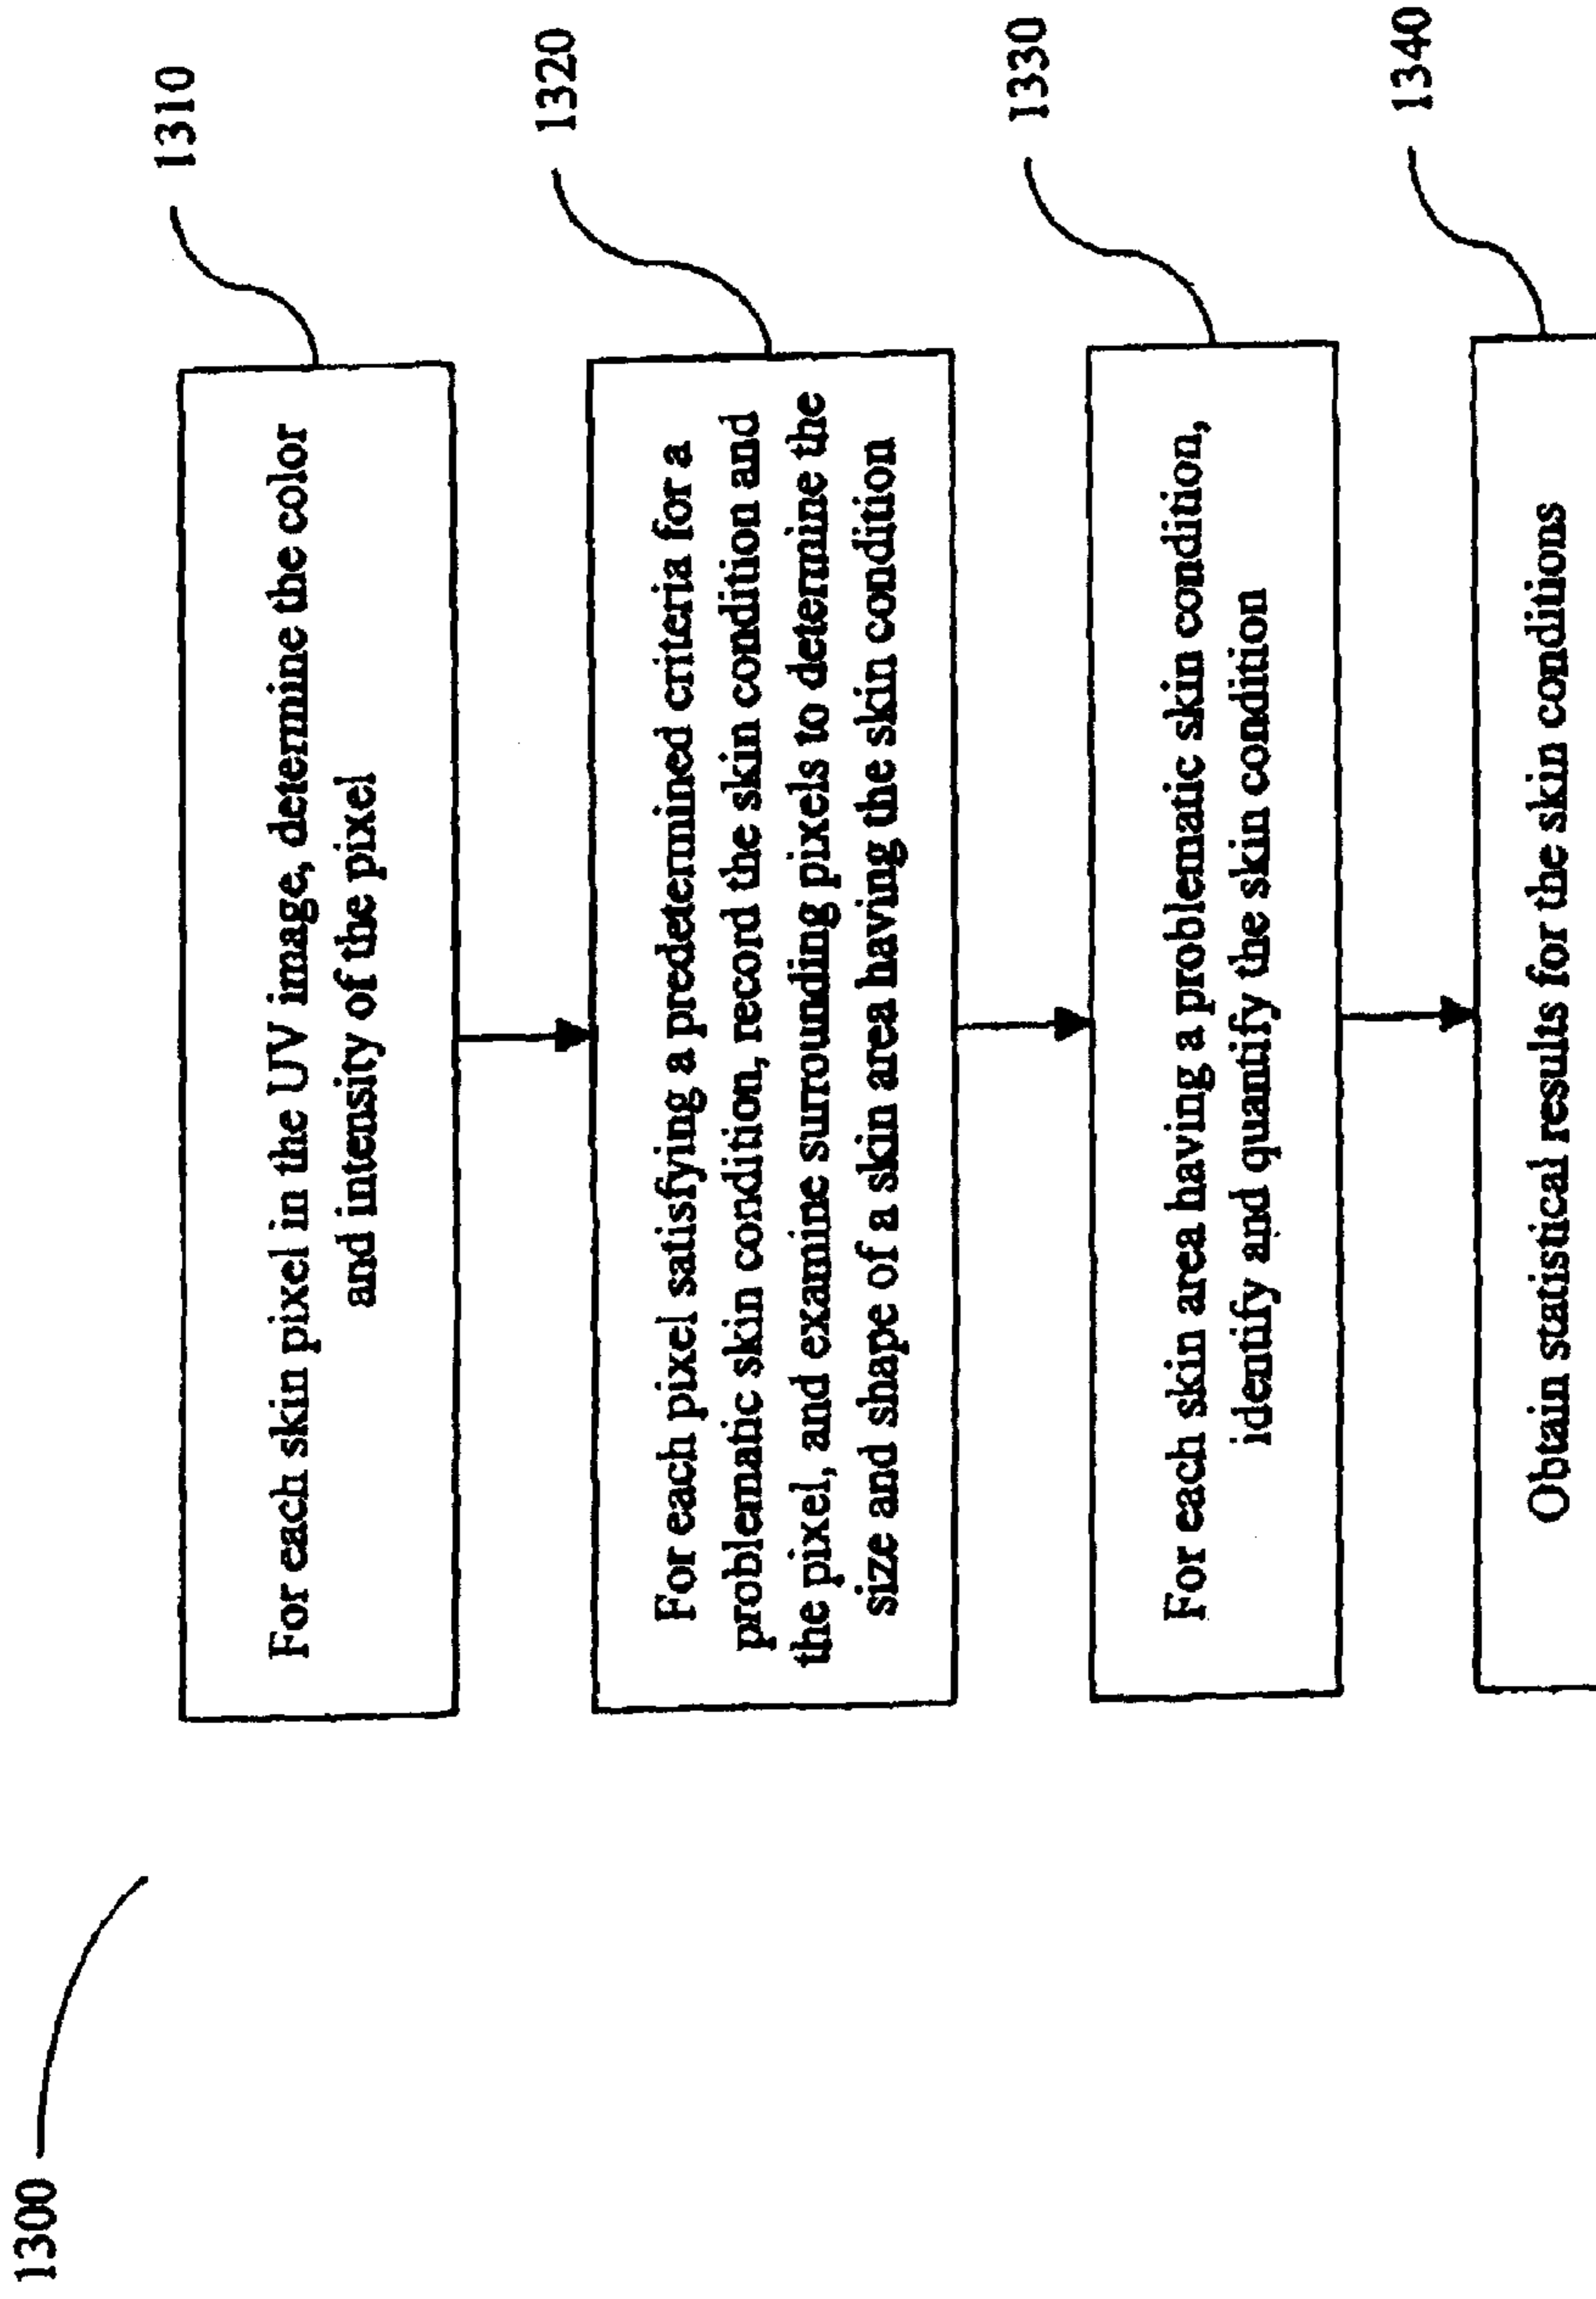 1300
1310
For each skin pixel in the UV image, determine the color
and intensity of the pixel
1320
For each pixel satisfying a predetermined criteria for a
problematic skin condition, record the skin condition and
the pixel, and examine surrounding pixels to determine the
size and shape of a skin area having the skin condition
1330
For each skin area having a problematic skin condition,
identify and quantify the skin condition
1340
Obtain statistical results for the skin conditions